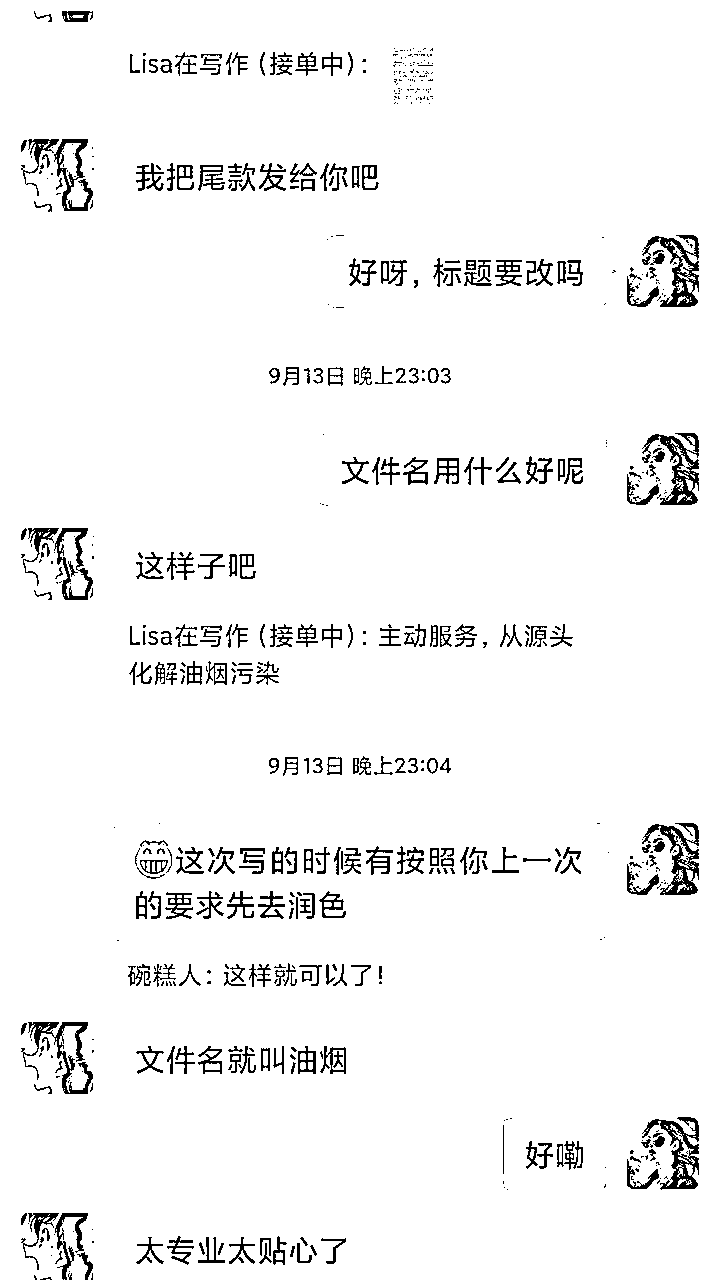 Lisa在写作（接单中）：
我把尾款发给你吧
好呀，标题要改吗
9月13日 晚上23:03
文件名用什么好呢
这样子吧
Lisa在写作（接单中）：主动服务，从源头
化解油烟污染
9月13日 晚上23:04
😁这次写的时候有按照你上一次
的要求先去润色
碗糕人：这样就可以了！
文件名就叫油烟
好嘞
太专业太贴心了